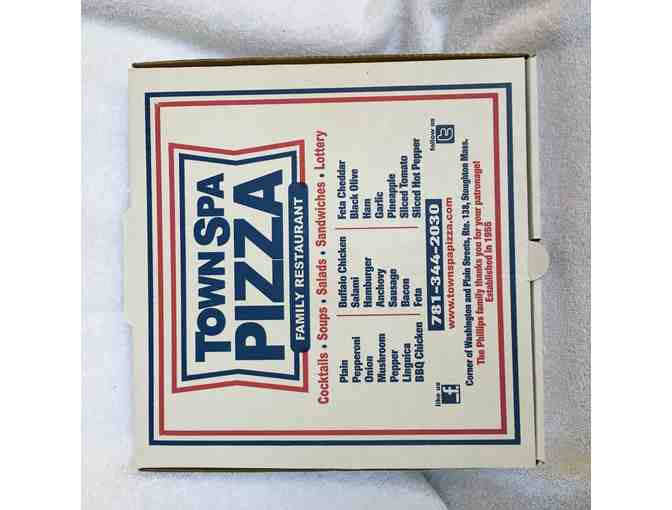 TOWN SPA
PIZZA
FAMILY RESTAURANT
Cocktails • Soups • Salads • Sandwiches • Lottery
Plain
Pepperoni
Onion
Mushroom
Pepper
Linguica
BBQ Chicken
Buffalo Chicken
Salami
Hamburger
Anchovy
Sausage
Bacon
Feta
Feta Cheddar
Black Olive
Ham
Garlic
Pineapple
Sliced Tomato
Sliced Hot Pepper
like us
f
781-344-2030
follow us
t
www.townspapizza.com
Corner of Washington and Plain Streets, Rte. 138, Stoughton Mass.
The Phillips family thanks you for your patronage!
Established in 1955